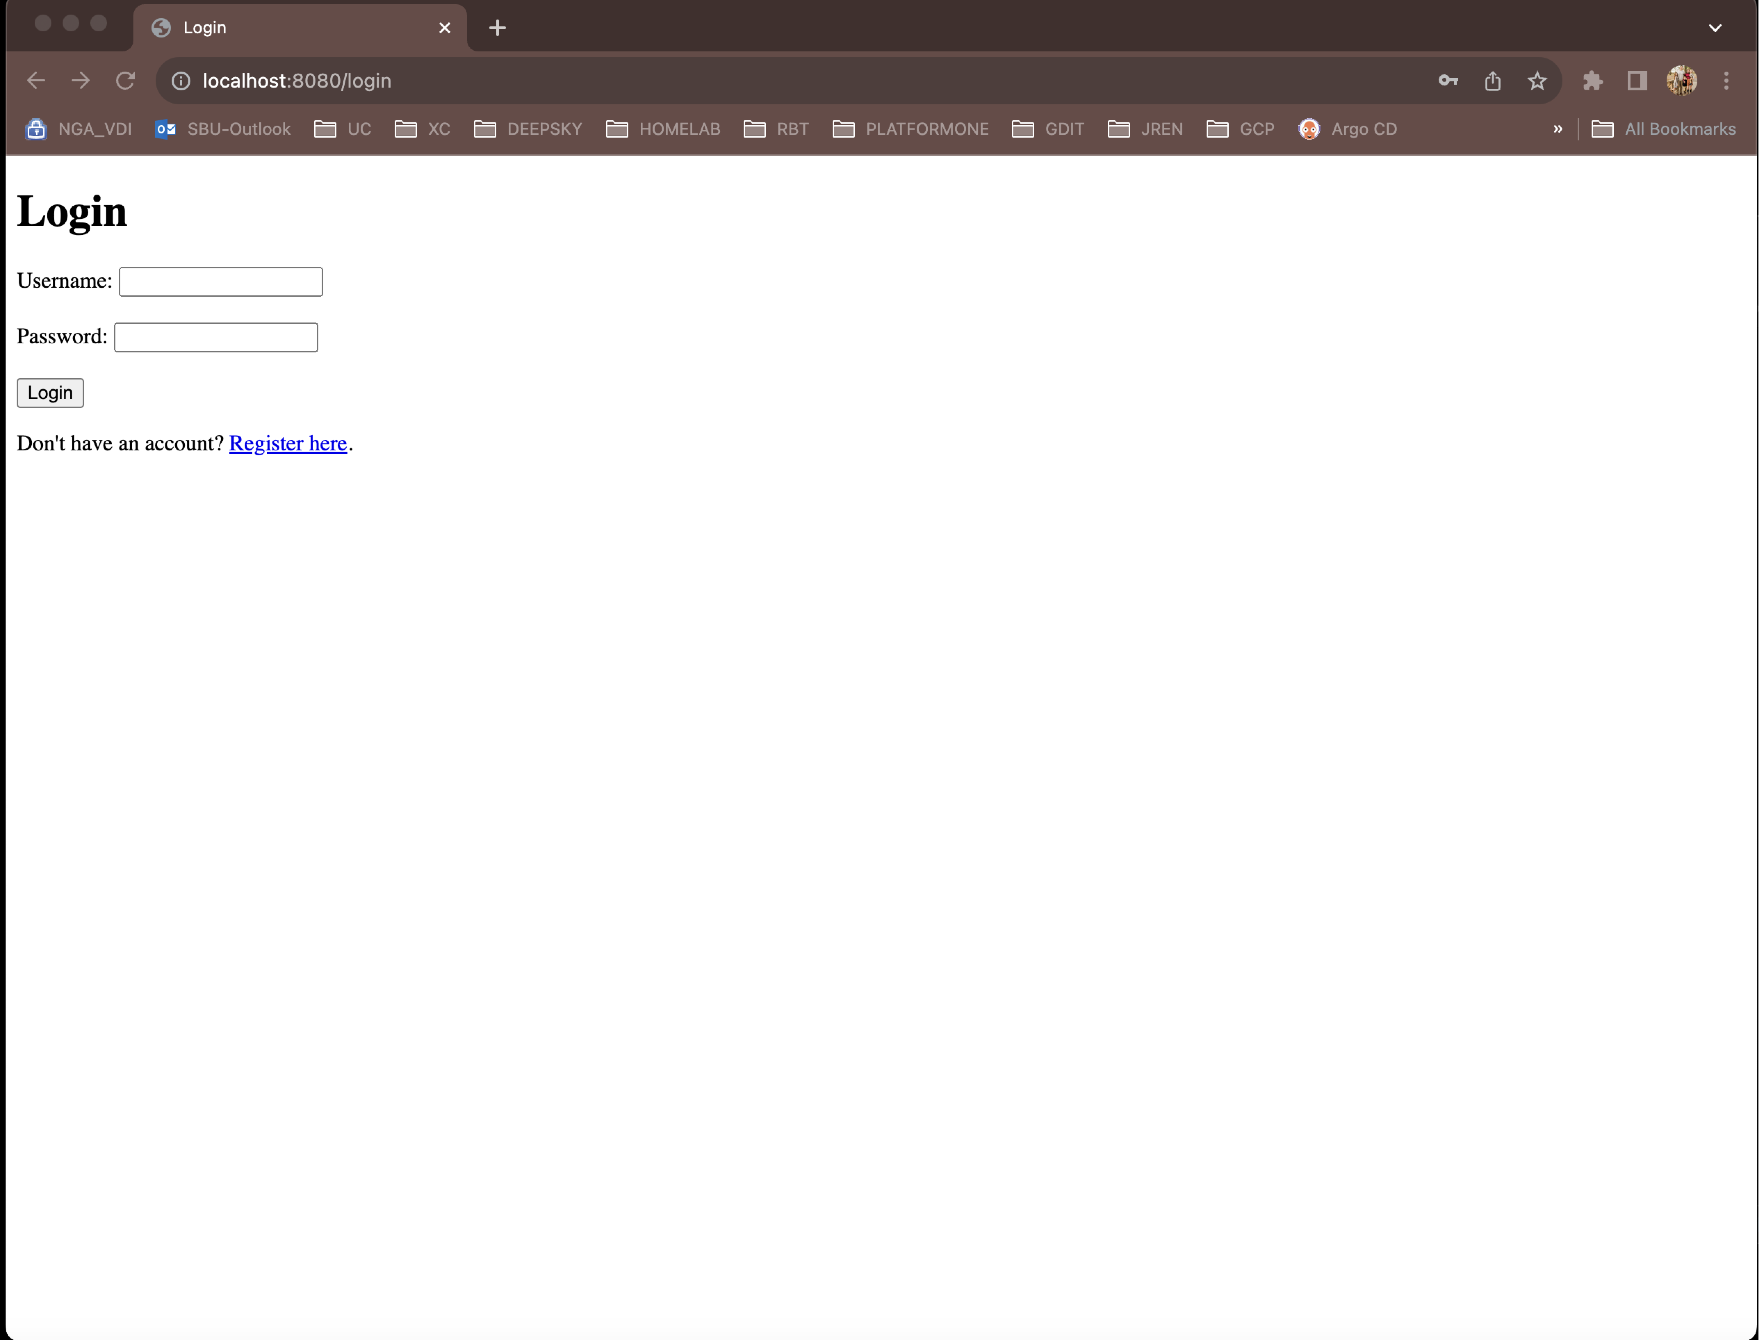 Login
localhost:8080/login
NGA_VDI SBU-Outlook UC XC DEEPSKY HOMELAB RBT PLATFORMONE GDIT JREN GCP Argo CD » All Bookmarks
Login
Username:
Password:
Login
Don't have an account? Register here.